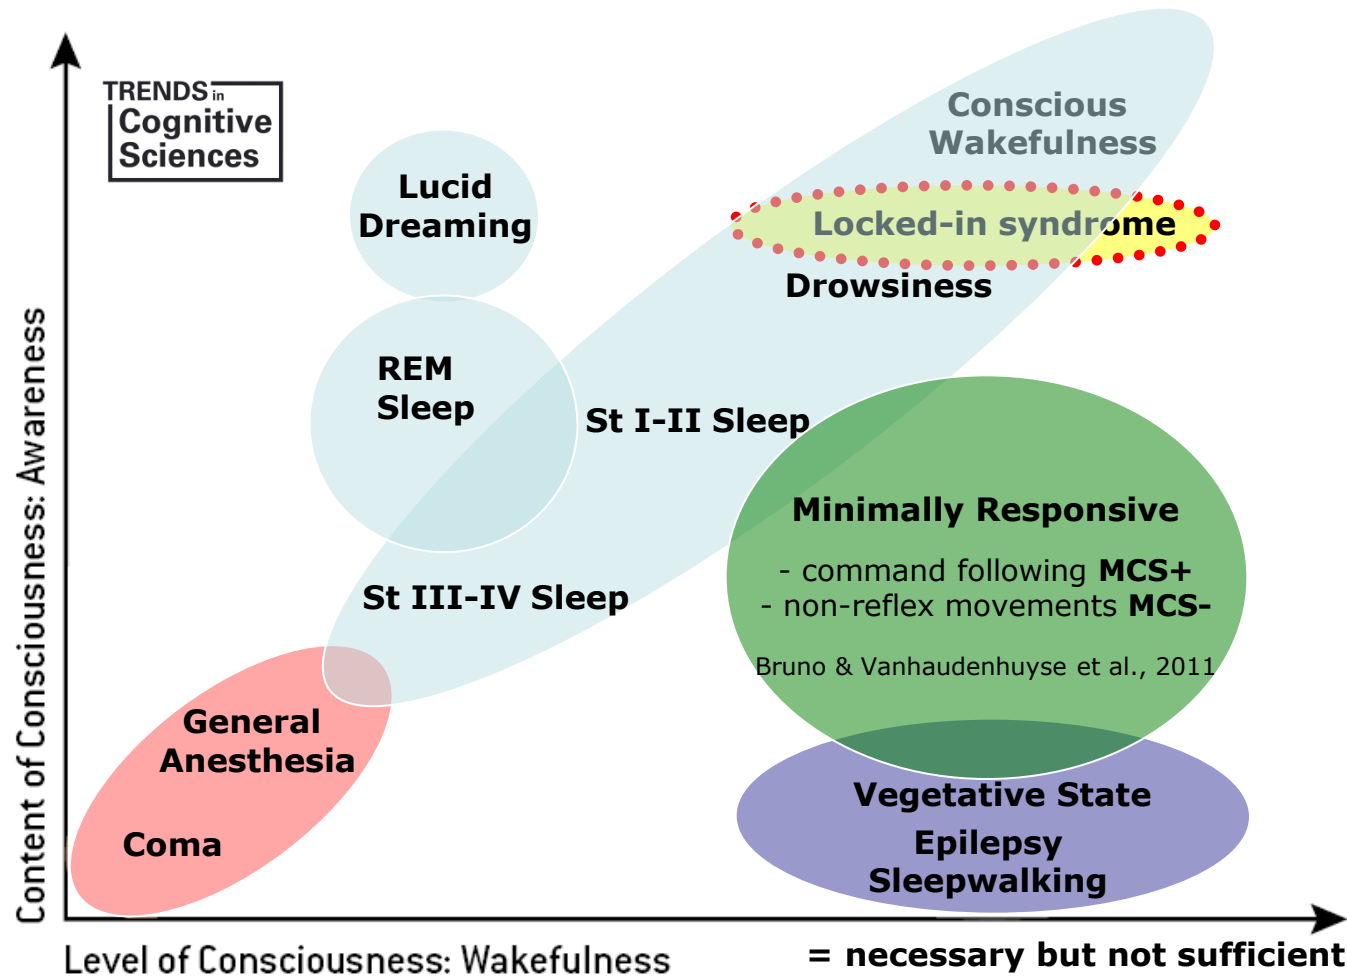 TRENDS in
Cognitive
Sciences
Conscious
Wakefulness
Lucid
Dreaming
Locked-in syndrome
Drowsiness
REM
Sleep
St I-II Sleep
Minimally Responsive
- command following MCS+
- non-reflex movements MCS-
Bruno & Vanhaudenhuyse et al., 2011
St III-IV Sleep
General
Anesthesia
Coma
Vegetative State
Epilepsy
Sleepwalking
Content of Consciousness: Awareness
Level of Consciousness: Wakefulness
= necessary but not sufficient